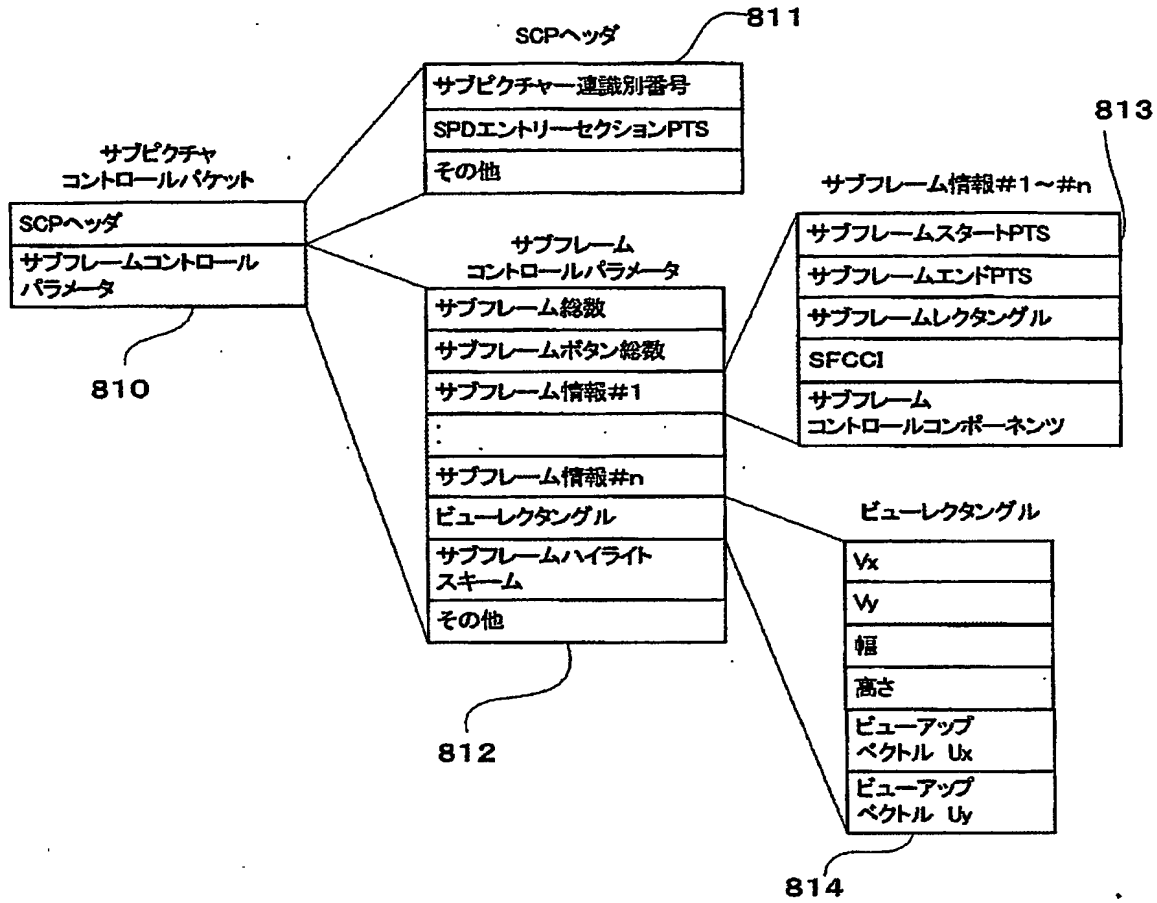 811
SCPヘッダ
サブピクチャー連識別番号
SPDエントリーセクションPTS
その他
サブピクチャ
コントロールパケット
SCPヘッダ
サブフレームコントロール
パラメータ
810
サブフレーム
コントロールパラメータ
サブフレーム総数
サブフレームボタン総数
サブフレーム情報#1
:
サブフレーム情報#n
ビューレクタングル
サブフレームハイライト
スキーム
その他
812
813
サブフレーム情報#1~#n
サブフレームスタートPTS
サブフレームエンドPTS
サブフレームレクタングル
SFCCI
サブフレーム
コントロールコンポーネンツ
ビューレクタングル
Vx
Vy
幅
高さ
ビューアップ
ベクトル Ux
ビューアップ
ベクトル Uy
814